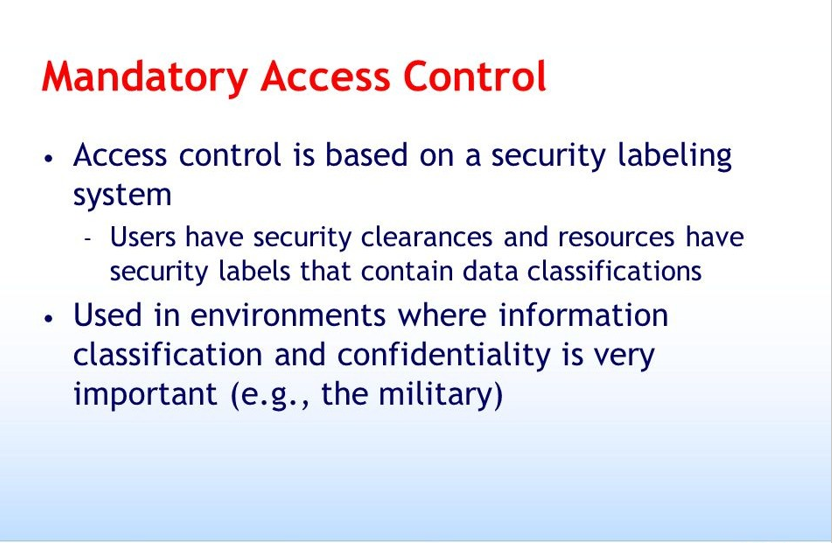 Mandatory Access Control
• Access control is based on a security labeling
system
- Users have security clearances and resources have
security labels that contain data classifications
• Used in environments where information
classification and confidentiality is very
important (e.g., the military)